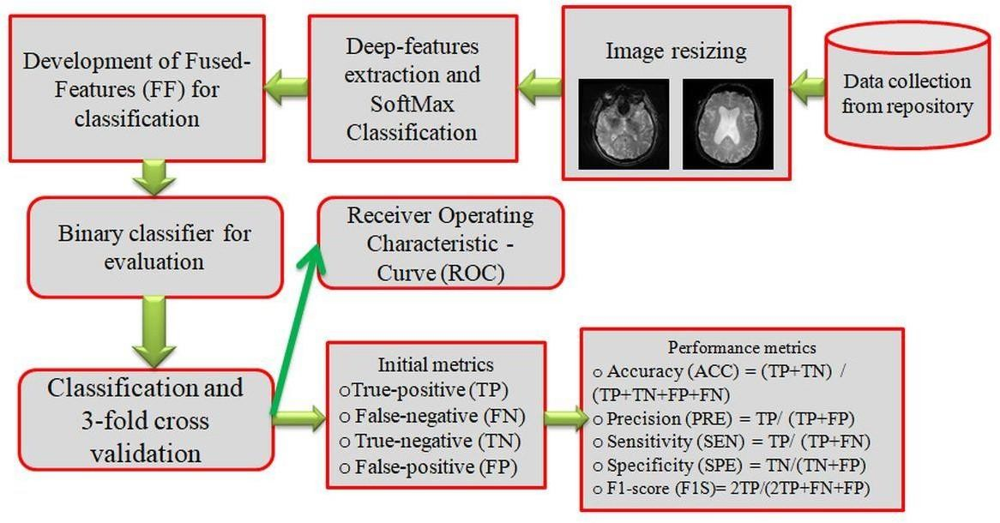 Development of Fused-
Features (FF) for
classification
Deep-features
extraction and
SoftMax
Classification
Image resizing
Data collection
from repository
Binary classifier for
evaluation
Receiver Operating
Characteristic -
Curve (ROC)
Classification and
3-fold cross
validation
Initial metrics
○True-positive (TP)
○ False-negative (FN)
○ True-negative (TN)
○ False-positive (FP)
Performance metrics
○ Accuracy (ACC) = (TP+TN) /
(TP+TN+FP+FN)
○ Precision (PRE) = TP/ (TP+FP)
○ Sensitivity (SEN) = TP/ (TP+FN)
○ Specificity (SPE) = TN/(TN+FP)
○ F1-score (F1S)= 2TP/(2TP+FN+FP)